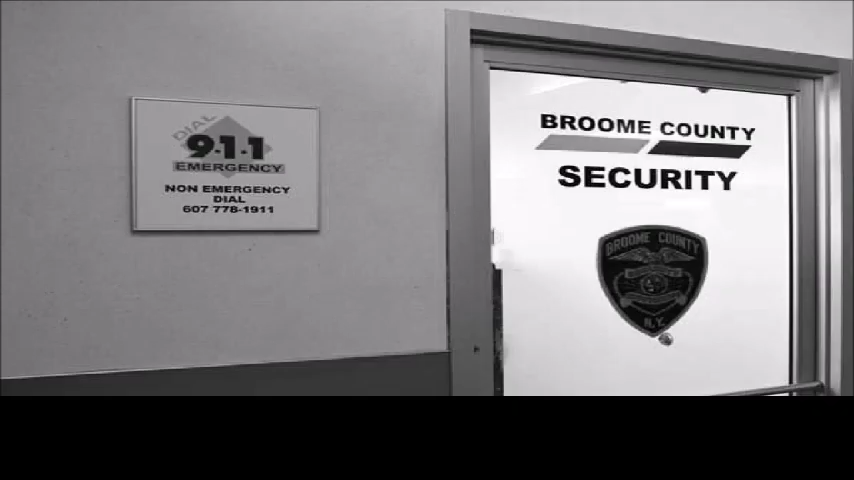 DIAL
9-1-1
EMERGENCY
NON EMERGENCY
DIAL
607 778-1911
BROOME COUNTY
SECURITY
BROOME COUNTY
N.Y.